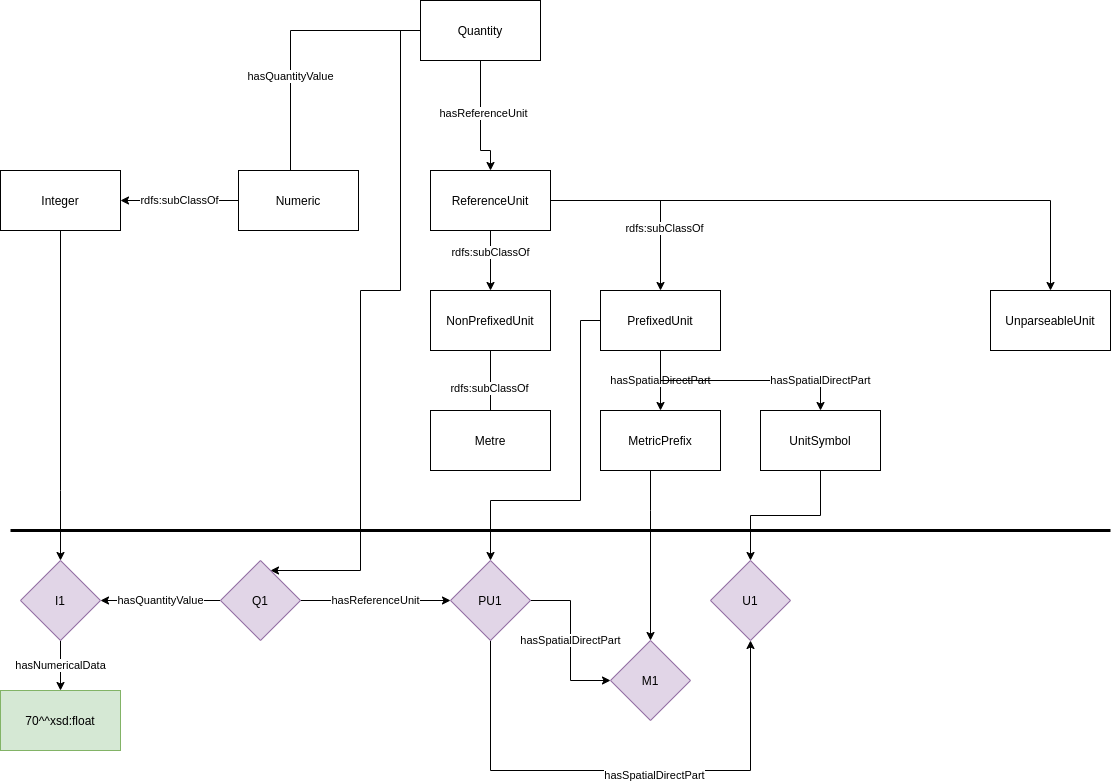 Quantity
hasQuantityValue
hasReferenceUnit
Integer
rdfs:subClassOf
Numeric
ReferenceUnit
rdfs:subClassOf
rdfs:subClassOf
NonPrefixedUnit
PrefixedUnit
UnparseableUnit
rdfs:subClassOf
hasSpatialDirectPart
hasSpatialDirectPart
Metre
MetricPrefix
UnitSymbol
I1
hasQuantityValue
Q1
hasReferenceUnit
PU1
U1
hasSpatialDirectPart
hasNumericalData
M1
70^^xsd:float
hasSpatialDirectPart